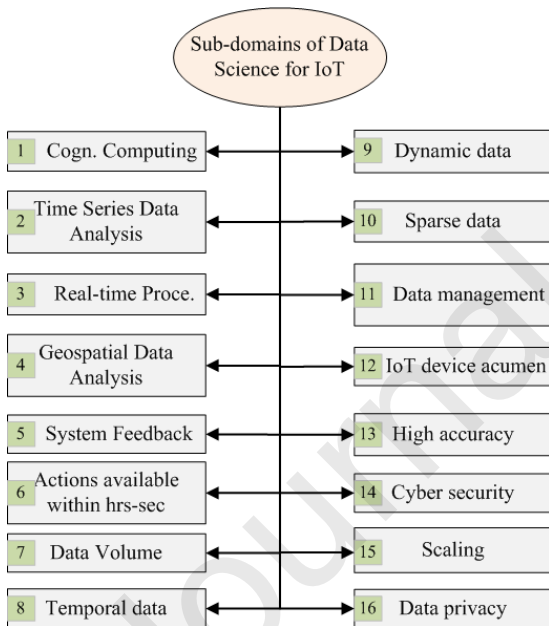 Sub-domains of Data
Science for IoT
1 Cogn. Computing
2 Time Series Data
Analysis
3 Real-time Proce.
4 Geospatial Data
Analysis
5 System Feedback
6 Actions available
within hrs-sec
7 Data Volume
8 Temporal data
9 Dynamic data
10 Sparse data
11 Data management
12 IoT device acumen
13 High accuracy
14 Cyber security
15 Scaling
16 Data privacy
Journal